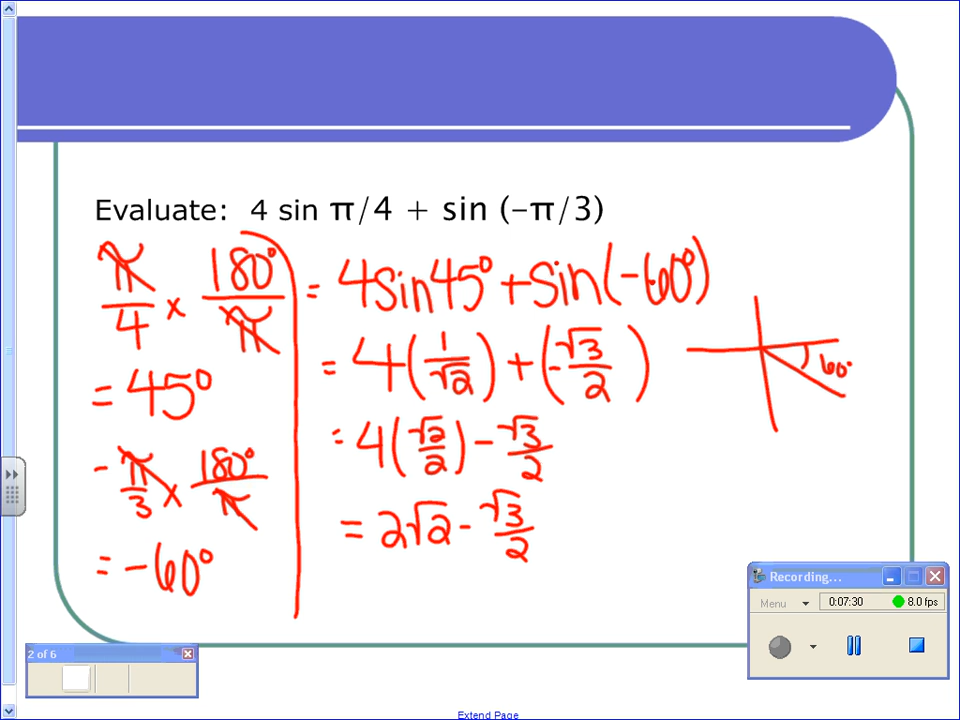 Evaluate: 4 sin π/4 + sin (–π/3)
π/4 x 180°/π
= 45°
- π/3 x 180°/π
= -60°
= 4sin45° + sin(-60°)
= 4(1/√2) + (-√3/2)
= 4(√2/2) - √3/2
= 2√2 - √3/2
60°
2 of 6
Recording...
Menu 0:07:30 8.0 fps
Extend Page